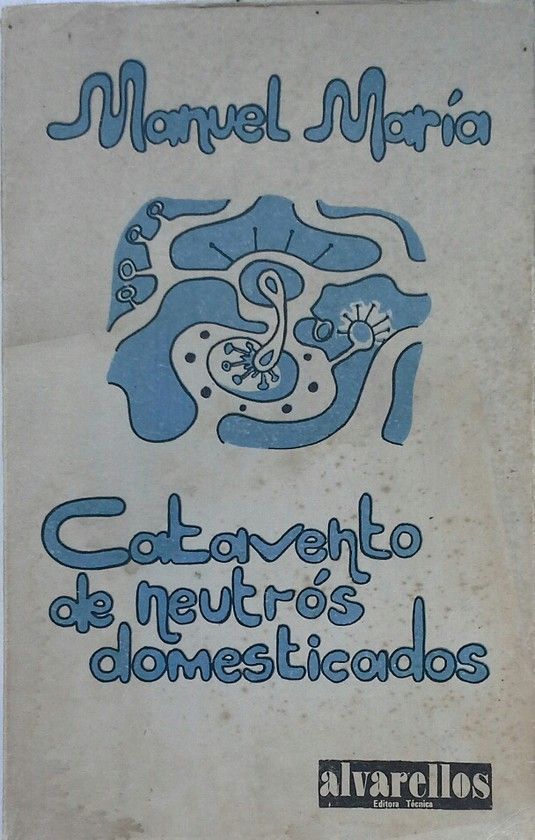 Manuel María
Catavento
de neutrós
domesticados
alvarellos
Editora Técnica